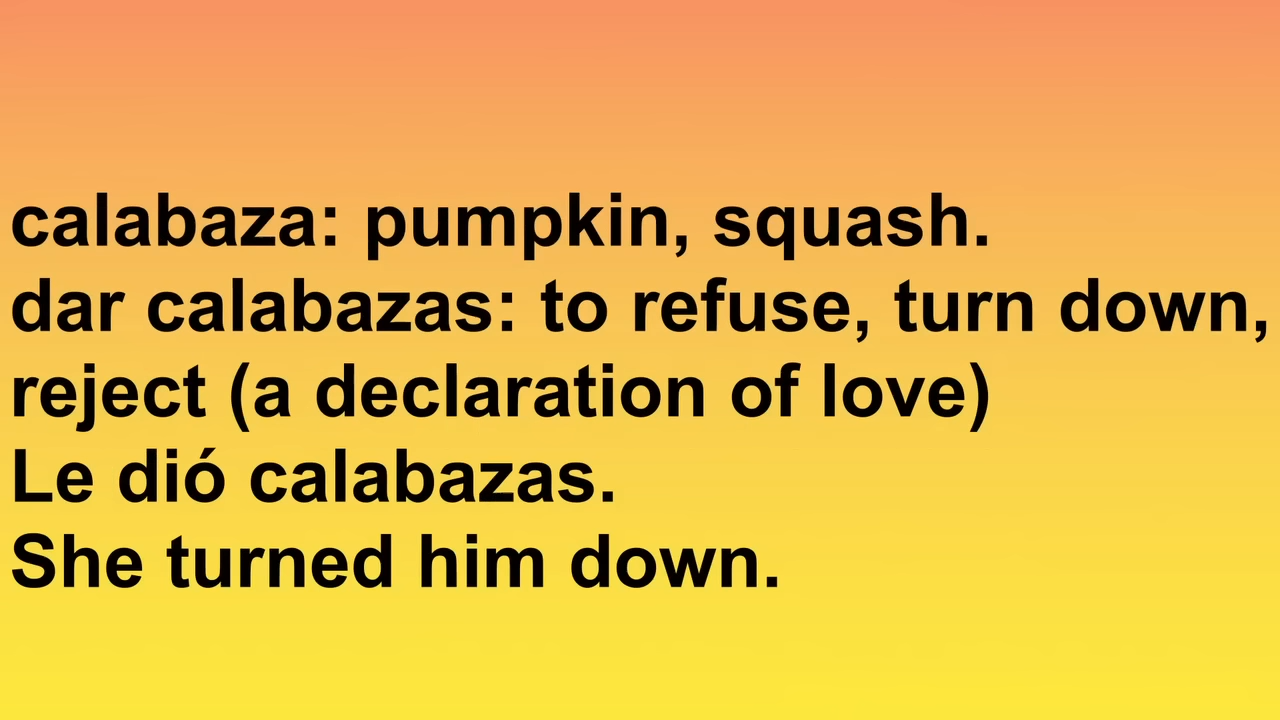 calabaza: pumpkin, squash.
dar calabazas: to refuse, turn down,
reject (a declaration of love)
Le dió calabazas.
She turned him down.